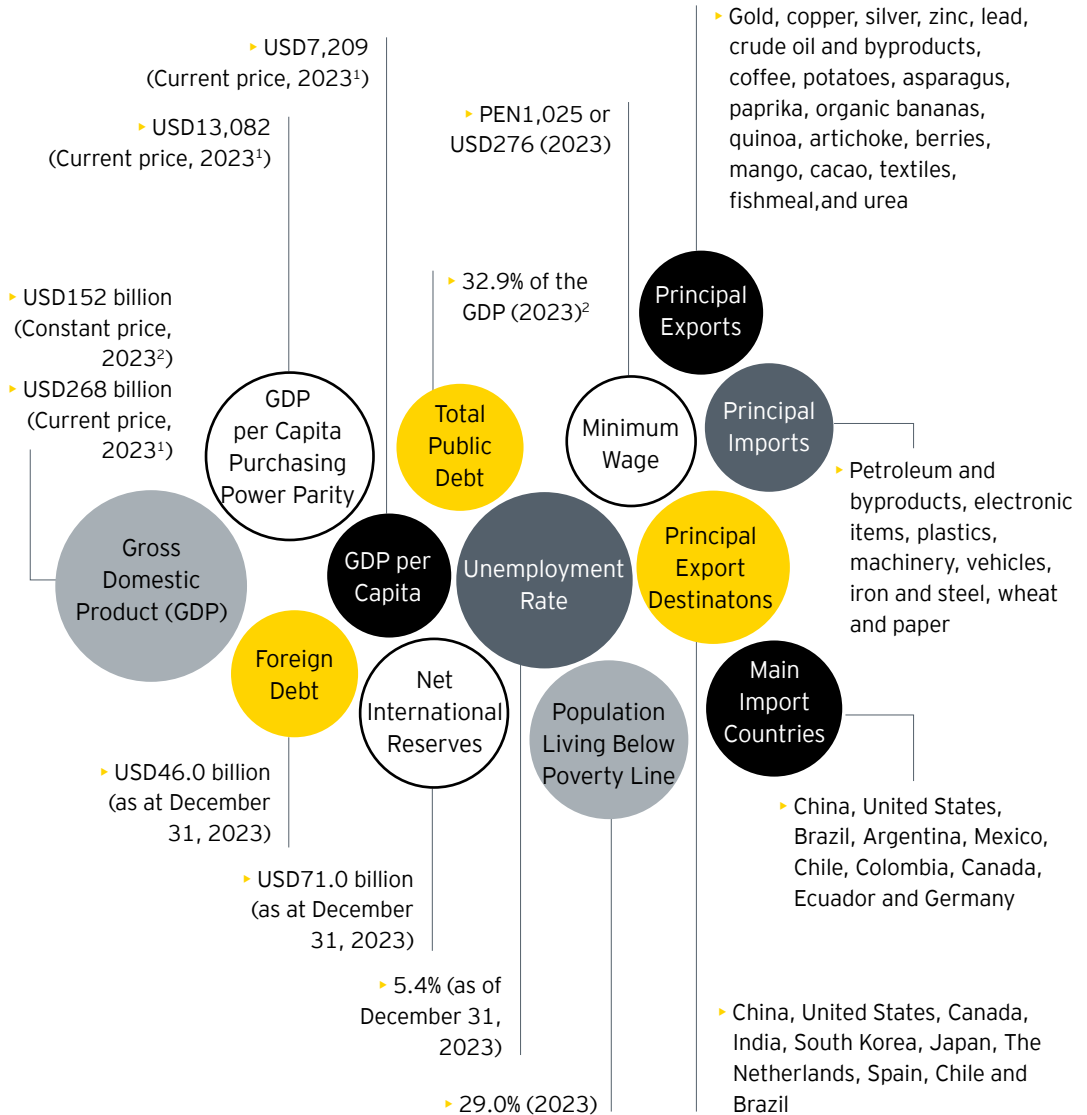 ▸ USD7,209
(Current price, 2023¹)
▸ USD13,082
(Current price, 2023¹)
▸ PEN1,025 or
USD276 (2023)
▸ Gold, copper, silver, zinc, lead,
crude oil and byproducts,
coffee, potatoes, asparagus,
paprika, organic bananas,
quinoa, artichoke, berries,
mango, cacao, textiles,
fishmeal,and urea
▸ USD152 billion
(Constant price,
2023²)
▸ USD268 billion
(Current price,
2023¹)
▸ 32.9% of the
GDP (2023)²
Principal
Exports
GDP
per Capita
Purchasing
Power Parity
Total
Public
Debt
Minimum
Wage
Principal
Imports
▸ Petroleum and
byproducts, electronic
items, plastics,
machinery, vehicles,
iron and steel, wheat
and paper
Gross
Domestic
Product (GDP)
GDP per
Capita
Unemployment
Rate
Principal
Export
Destinatons
Foreign
Debt
Net
International
Reserves
Population
Living Below
Poverty Line
Main
Import
Countries
▸ USD46.0 billion
(as at December
31, 2023)
▸ USD71.0 billion
(as at December
31, 2023)
▸ 5.4% (as of
December 31,
2023)
▸ 29.0% (2023)
▸ China, United States,
Brazil, Argentina, Mexico,
Chile, Colombia, Canada,
Ecuador and Germany
▸ China, United States, Canada,
India, South Korea, Japan, The
Netherlands, Spain, Chile and
Brazil